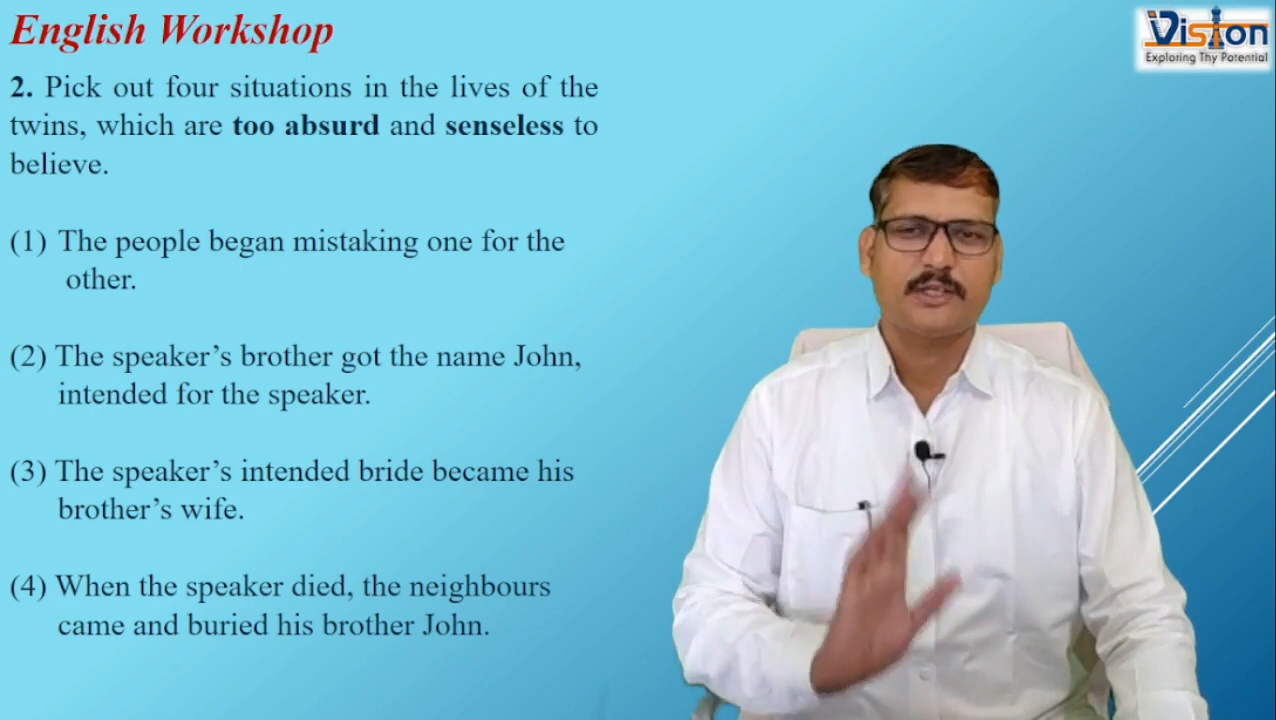 English Workshop
Vision
Exploring Thy Potential
2. Pick out four situations in the lives of the
twins, which are too absurd and senseless to
believe.
(1) The people began mistaking one for the
other.
(2) The speaker’s brother got the name John,
intended for the speaker.
(3) The speaker’s intended bride became his
brother’s wife.
(4) When the speaker died, the neighbours
came and buried his brother John.